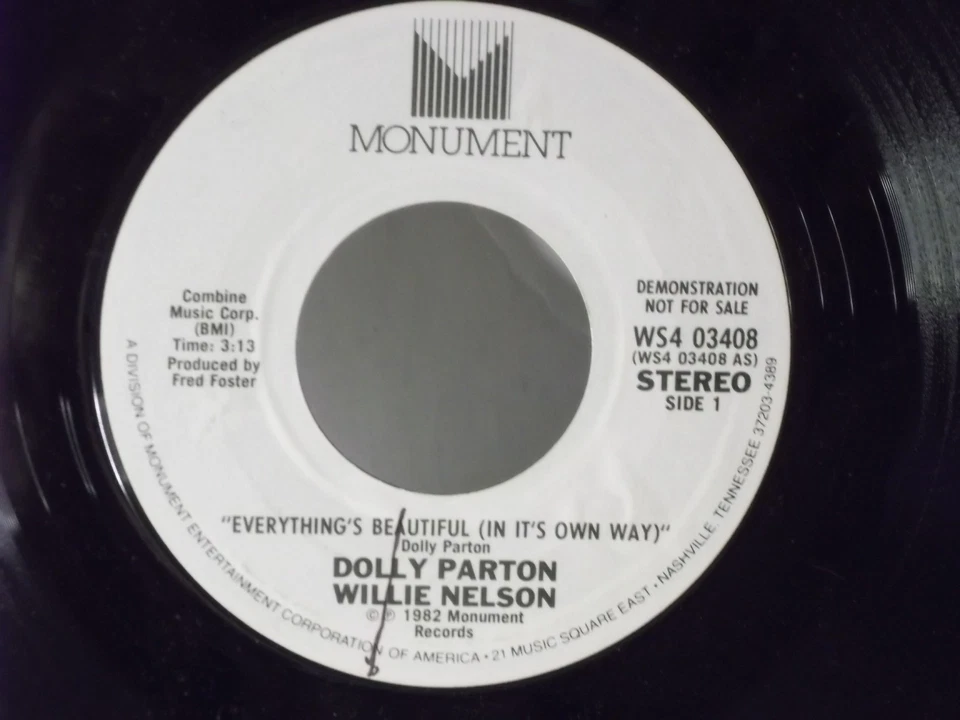 MONUMENT
Combine
Music Corp.
(BMI)
Time: 3:13
Produced by
Fred Foster
DEMONSTRATION
NOT FOR SALE
WS4 03408
(WS4 03408 AS)
STEREO
SIDE 1
"EVERYTHING'S BEAUTIFUL (IN IT'S OWN WAY)"
Dolly Parton
DOLLY PARTON
WILLIE NELSON
©℗ 1982 Monument
Records
A DIVISION OF MONUMENT ENTERTAINMENT CORPORATION OF AMERICA • 21 MUSIC SQUARE EAST • NASHVILLE, TENNESSEE 37203-4389